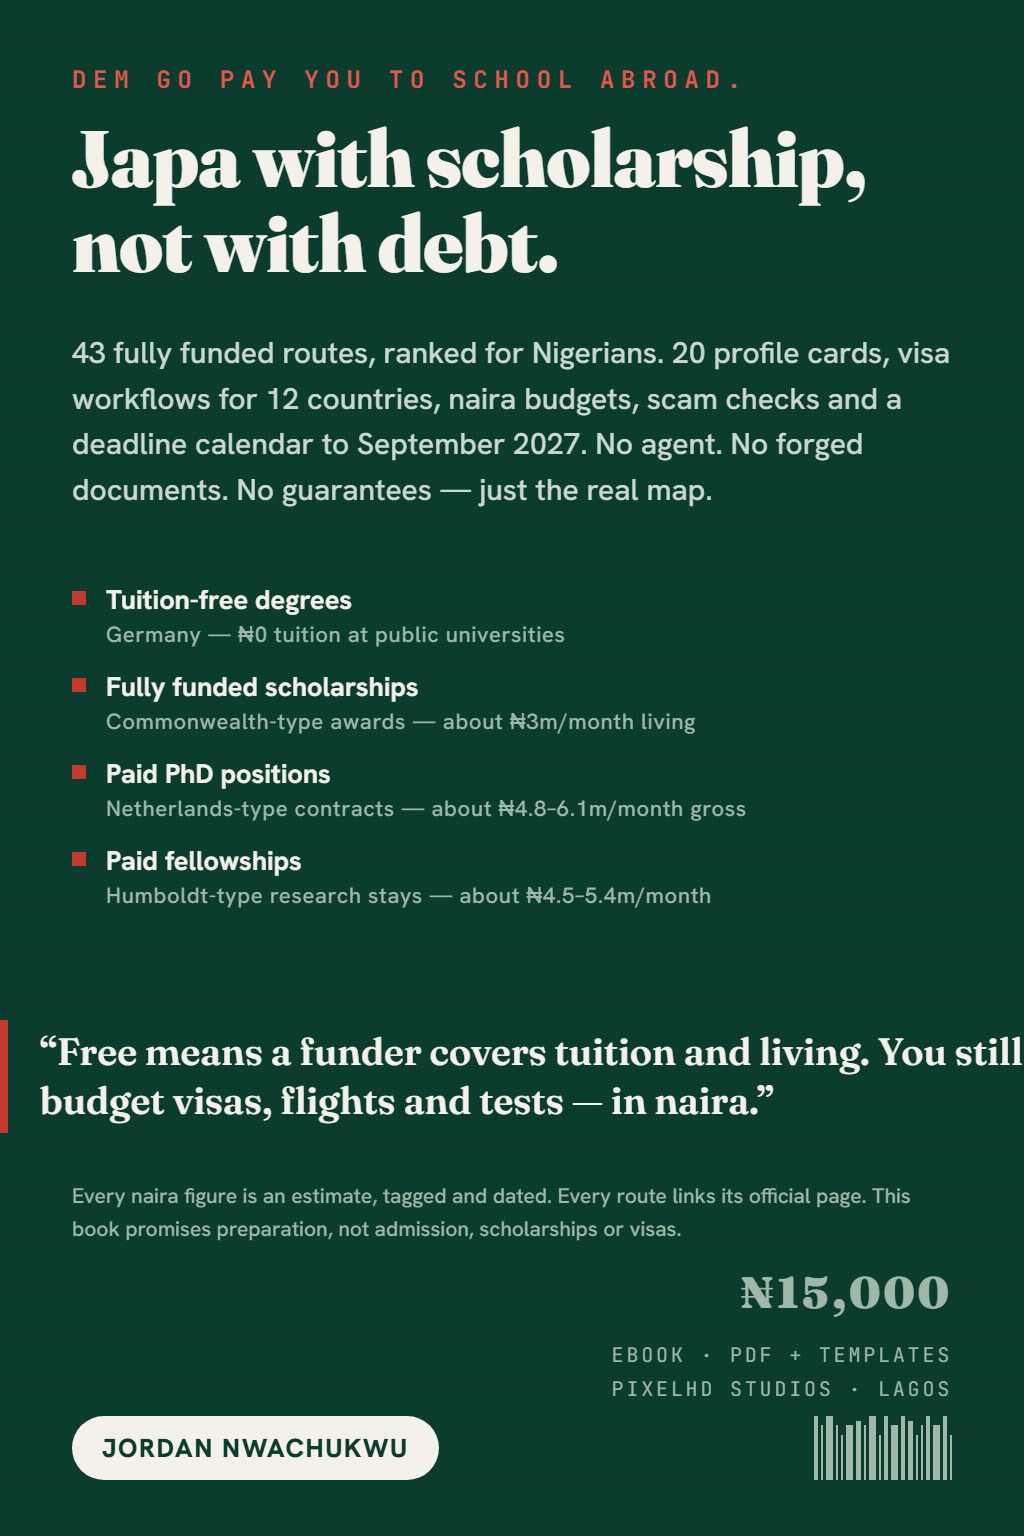 DEM GO PAY YOU TO SCHOOL ABROAD.
Japa with scholarship,
not with debt.
43 fully funded routes, ranked for Nigerians. 20 profile cards, visa
workflows for 12 countries, naira budgets, scam checks and a
deadline calendar to September 2027. No agent. No forged
documents. No guarantees — just the real map.
Tuition-free degrees
Germany — ₦0 tuition at public universities
Fully funded scholarships
Commonwealth-type awards — about ₦3m/month living
Paid PhD positions
Netherlands-type contracts — about ₦4.8–6.1m/month gross
Paid fellowships
Humboldt-type research stays — about ₦4.5–5.4m/month
“Free means a funder covers tuition and living. You still
budget visas, flights and tests — in naira.”
Every naira figure is an estimate, tagged and dated. Every route links its official page. This
book promises preparation, not admission, scholarships or visas.
₦15,000
EBOOK · PDF + TEMPLATES
PIXELHD STUDIOS · LAGOS
JORDAN NWACHUKWU